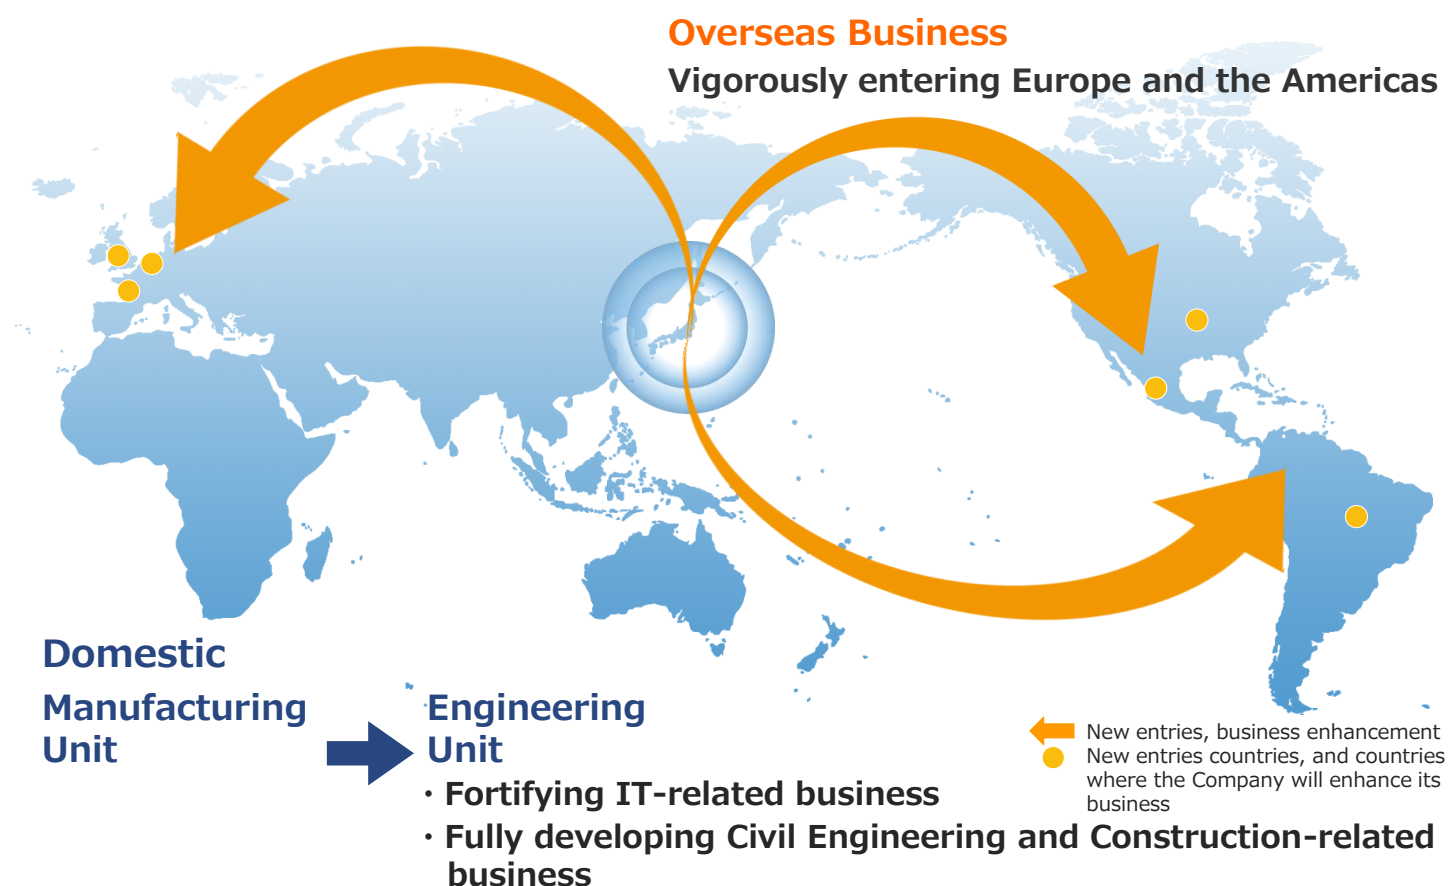 Overseas Business
Vigorously entering Europe and the Americas
Domestic
Manufacturing
Unit
Engineering
Unit
・Fortifying IT-related business
・Fully developing Civil Engineering and Construction-related
business
New entries, business enhancement
New entries countries, and countries
where the Company will enhance its
business